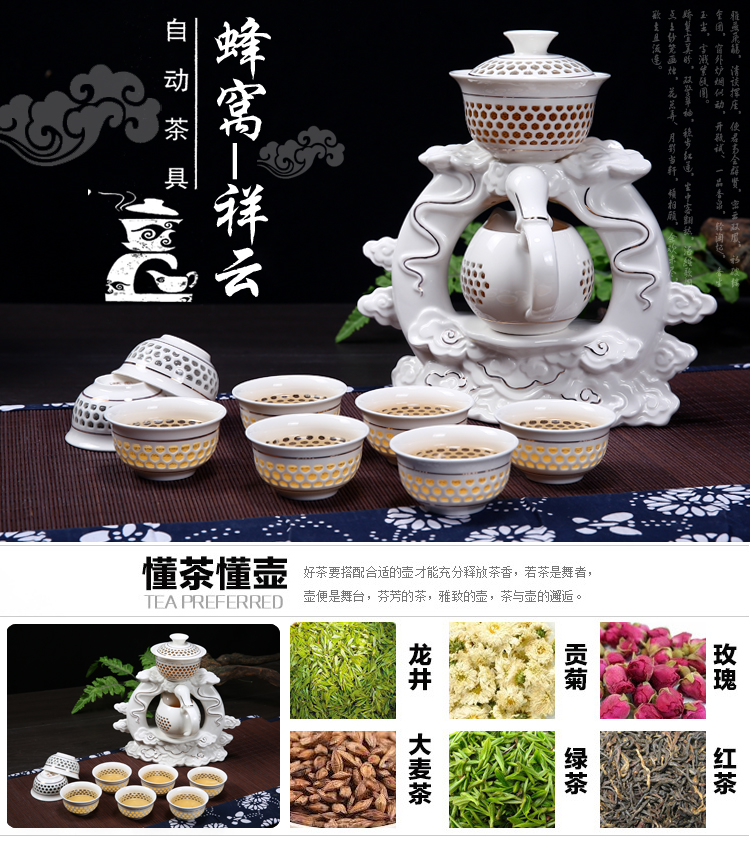 蜂窝-祥云
自动茶具
懂茶懂壶
TEA PREFERRED
好茶要搭配合适的壶才能充分释放茶香，若茶是舞者，
壶便是舞台，芬芳的茶，雅致的壶，茶与壶的邂逅。
龙井
贡菊
玫瑰
大麦茶
绿茶
红茶